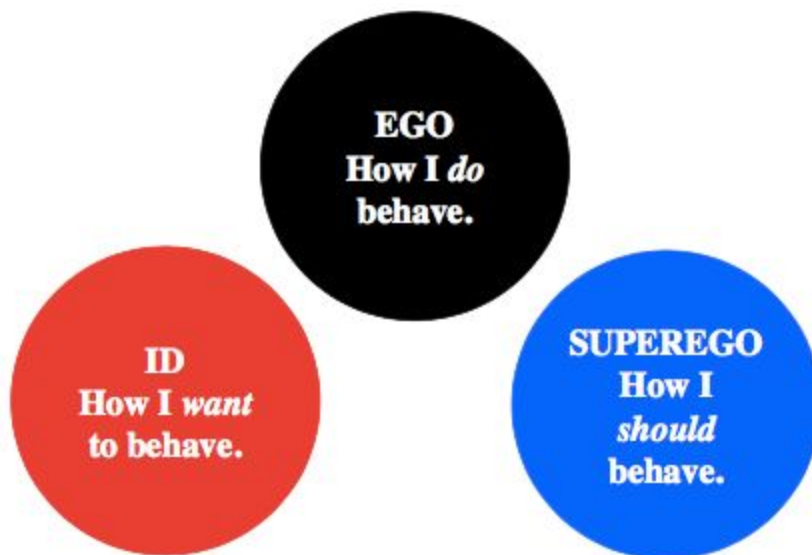 EGO
How I do
behave.
ID
How I want
to behave.
SUPEREGO
How I
should
behave.